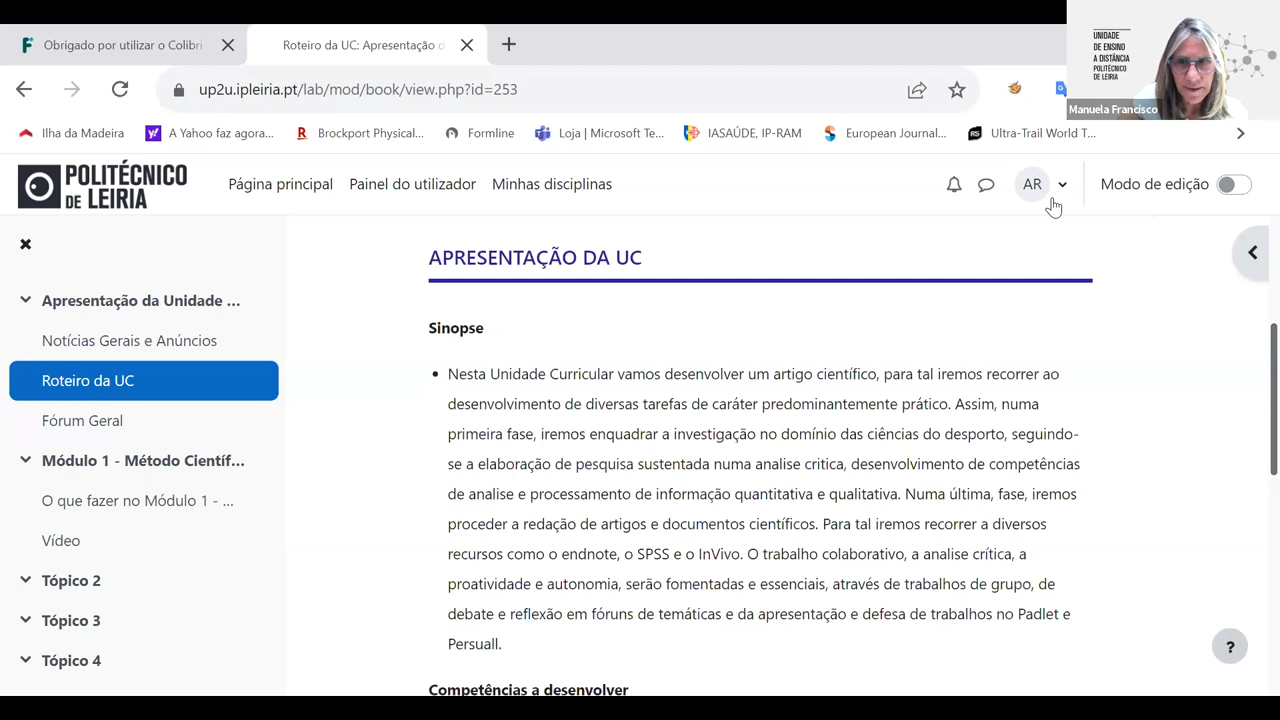 Obrigado por utilizar o Colibri
Roteiro da UC: Apresentação d
UNIDADE
DE ENSINO
A DISTÂNCIA
POLITÉCNICO
DE LEIRIA
Manuela Francisco
up2u.ipleiria.pt/lab/mod/book/view.php?id=253
Ilha da Madeira
A Yahoo faz agora...
Brockport Physical...
Formline
Loja | Microsoft Te...
IASAÚDE, IP-RAM
European Journal...
Ultra-Trail World T...
POLITÉCNICO
DE LEIRIA
Página principal
Painel do utilizador
Minhas disciplinas
AR
Modo de edição
Apresentação da Unidade ...
Notícias Gerais e Anúncios
Roteiro da UC
Fórum Geral
Módulo 1 - Método Científ...
O que fazer no Módulo 1 - ...
Vídeo
Tópico 2
Tópico 3
Tópico 4
APRESENTAÇÃO DA UC
Sinopse
• Nesta Unidade Curricular vamos desenvolver um artigo científico, para tal iremos recorrer ao
desenvolvimento de diversas tarefas de caráter predominantemente prático. Assim, numa
primeira fase, iremos enquadrar a investigação no domínio das ciências do desporto, seguindo-
se a elaboração de pesquisa sustentada numa analise critica, desenvolvimento de competências
de analise e processamento de informação quantitativa e qualitativa. Numa última, fase, iremos
proceder a redação de artigos e documentos científicos. Para tal iremos recorrer a diversos
recursos como o endnote, o SPSS e o InVivo. O trabalho colaborativo, a analise crítica, a
proatividade e autonomia, serão fomentadas e essenciais, através de trabalhos de grupo, de
debate e reflexão em fóruns de temáticas e da apresentação e defesa de trabalhos no Padlet e
Persuall.
Competências a desenvolver
?